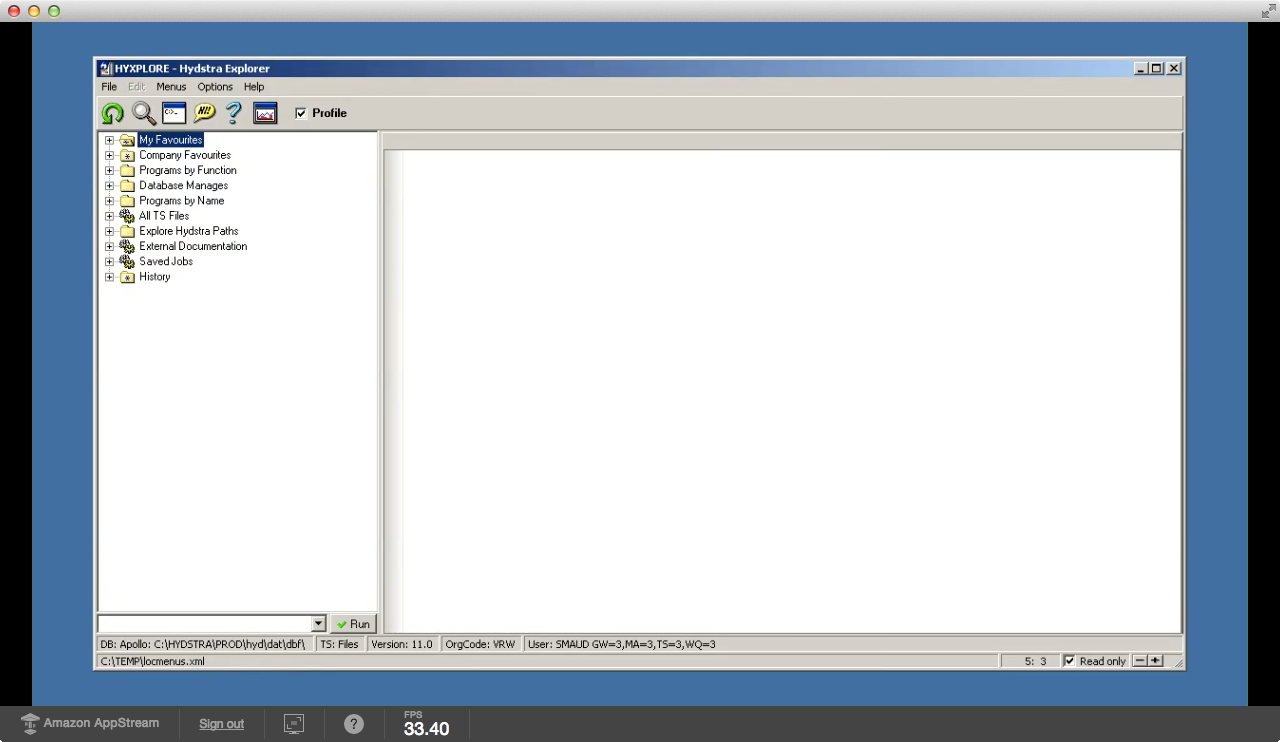 HYXPLORE - Hydstra Explorer
File Edit Menus Options Help
C:\>_ HI! ? Profile
My Favourites
Company Favourites
Programs by Function
Database Manages
Programs by Name
All TS Files
Explore Hydstra Paths
External Documentation
Saved Jobs
History
Run
DB: Apollo: C:\HYDSTRA\PROD\hyd\dat\dbf\ TS: Files Version: 11.0 OrgCode: VRW User: SMAUD GW=3,MA=3,TS=3,WQ=3
C:\TEMP\locmenus.xml 5: 3 Read only
Amazon AppStream Sign out ? FPS
33.40